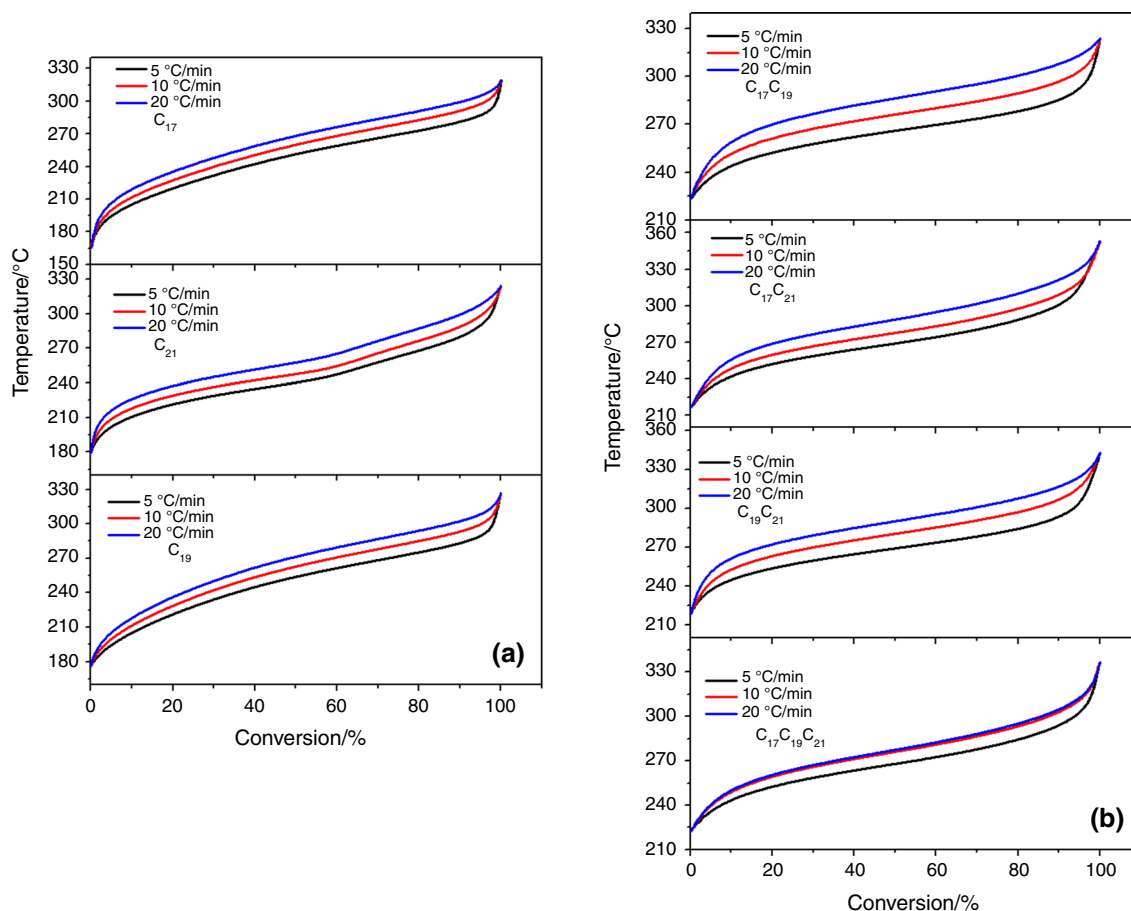 330
300
270
240
210
180
150
5 °C/min
10 °C/min
20 °C/min
C17
330
300
270
240
210
180
5 °C/min
10 °C/min
20 °C/min
C21
330
300
270
240
210
180
5 °C/min
10 °C/min
20 °C/min
C19
(a)
0 20 40 60 80 100
Conversion/%
Temperature/°C
330
300
270
240
210
5 °C/min
10 °C/min
20 °C/min
C17C19
360
330
300
270
240
210
5 °C/min
10 °C/min
20 °C/min
C17C21
360
330
300
270
240
210
5 °C/min
10 °C/min
20 °C/min
C19C21
330
300
270
240
210
5 °C/min
10 °C/min
20 °C/min
C17C19C21
(b)
0 20 40 60 80 100
Conversion/%
Temperature/°C